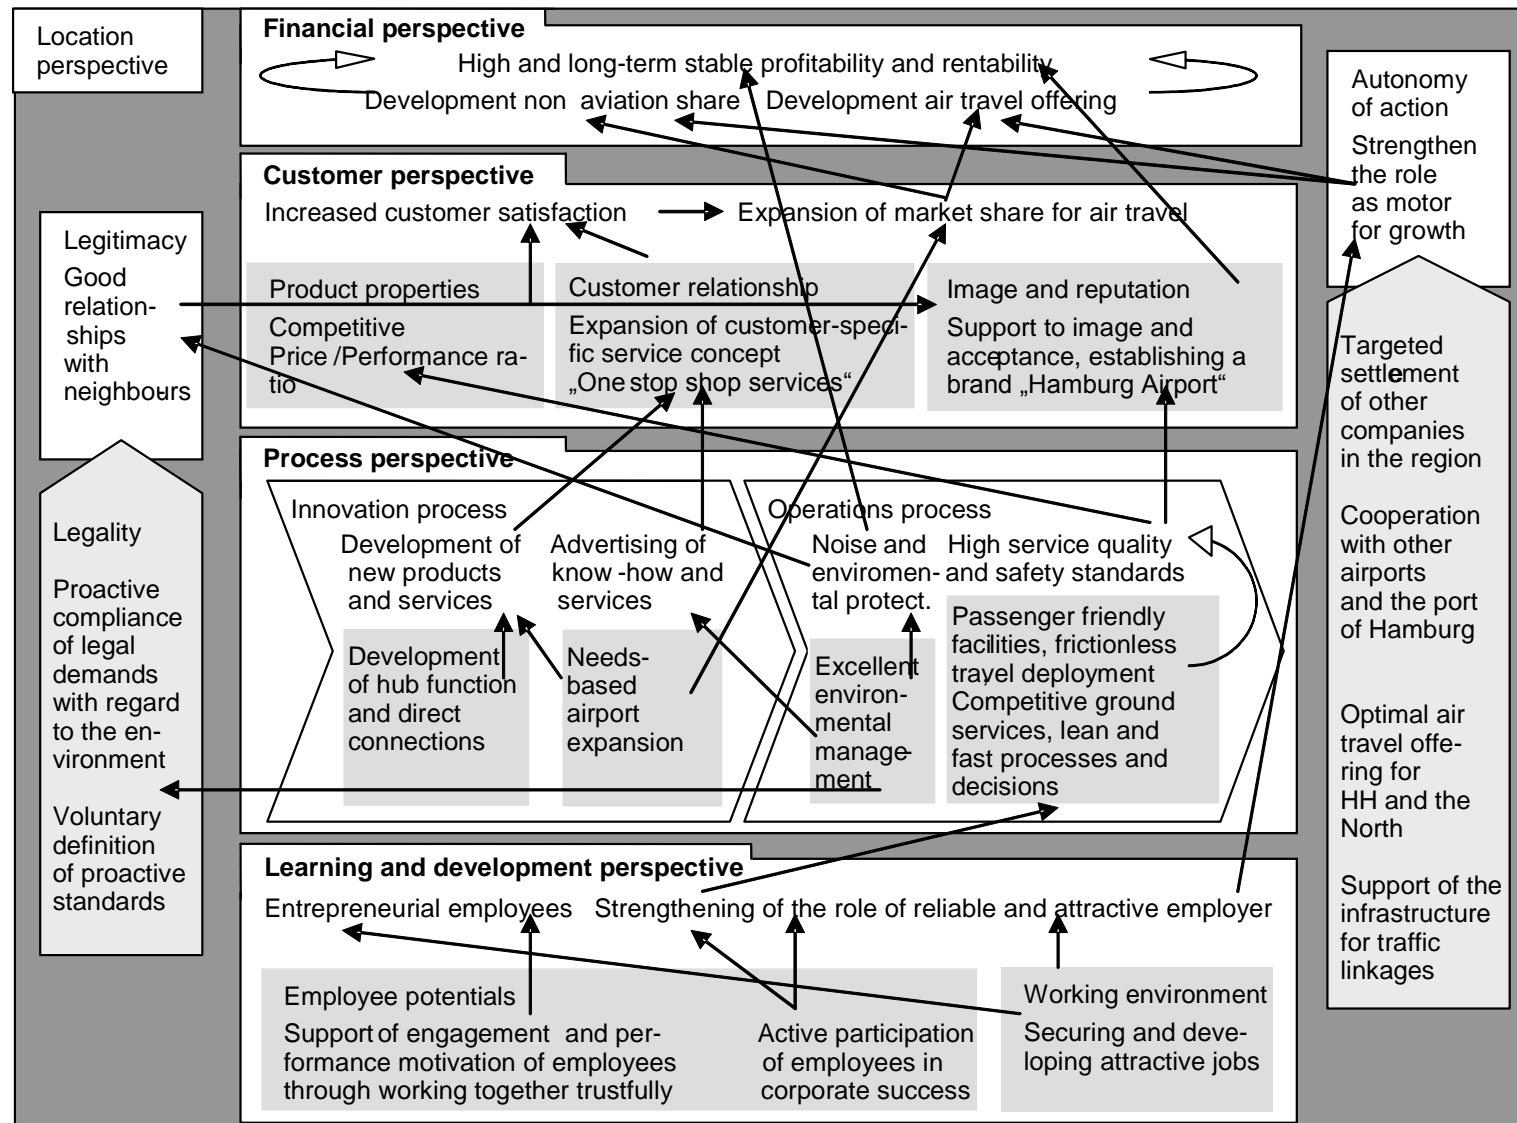 Location
perspective
Financial perspective
High and long-term stable profitability and rentability
Development non aviation share   Development air travel offering
Autonomy
of action
Strengthen
the role
as motor
for growth
Customer perspective
Increased customer satisfaction
Expansion of market share for air travel
Legitimacy
Good
relation-
ships
with
neighbours
Product properties
Competitive
Price /Performance ra-
tio
Customer relationship
Expansion of customer-speci-
fic service concept
„One stop shop services“
Image and reputation
Support to image and
acceptance, establishing a
brand „Hamburg Airport“
Targeted
settlement
of other
companies
in the region
Cooperation
with other
airports
and the port
of Hamburg
Optimal air
travel offe-
ring for
HH and the
North
Support of the
infrastructure
for traffic
linkages
Process perspective
Innovation process
Development of
new products
and services
Advertising of
know -how and
services
Development
of hub function
and direct
connections
Needs-
based
airport
expansion
Operations process
Noise and
enviromen-
tal protect.
High service quality
and safety standards
Excellent
environ-
mental
manage-
ment
Passenger friendly
facilities, frictionless
travel deployment
Competitive ground
services, lean and
fast processes and
decisions
Legality
Proactive
compliance
of legal
demands
with regard
to the en-
vironment
Voluntary
definition
of proactive
standards
Learning and development perspective
Entrepreneurial employees
Strengthening of the role of reliable and attractive employer
Employee potentials
Support of engagement and per-
formance motivation of employees
through working together trustfully
Active participation
of employees in
corporate success
Working environment
Securing and deve-
loping attractive jobs